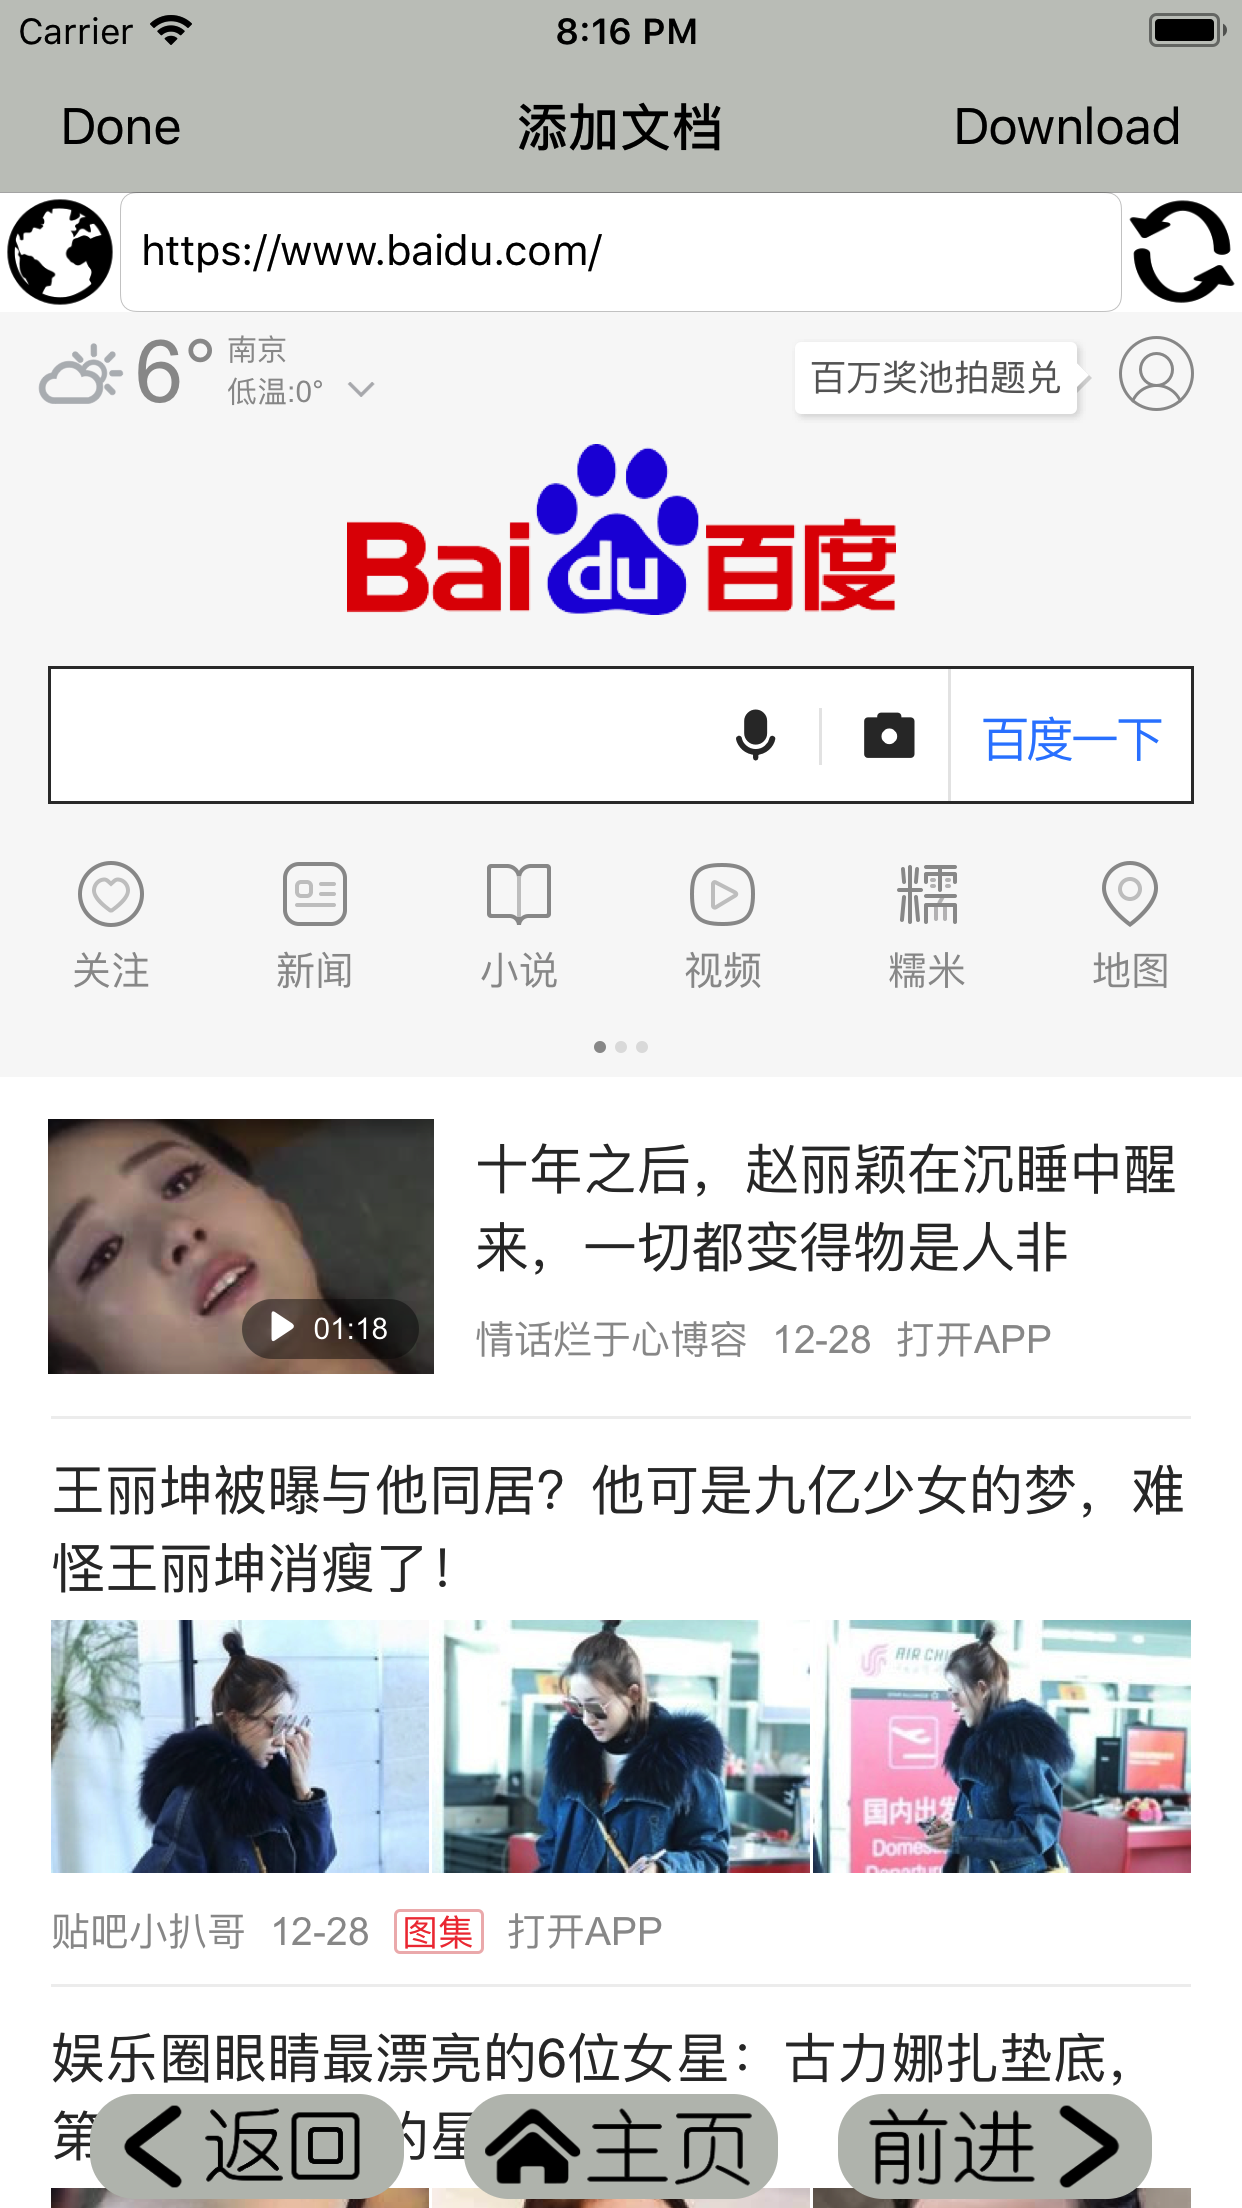 Carrier 8:16 PM
Done 添加文档 Download
https://www.baidu.com/
6° 南京
低温:0°
百万奖池拍题兑
Bai du 百度
百度一下
关注 新闻 小说 视频 糯米 地图
十年之后，赵丽颖在沉睡中醒
来，一切都变得物是人非
01:18
情话烂于心博容 12-28 打开APP
王丽坤被曝与他同居？他可是九亿少女的梦，难
怪王丽坤消瘦了！
AIR CHI
国内出发
Domes
Departur
贴吧小扒哥 12-28 图集 打开APP
娱乐圈眼睛最漂亮的6位女星：古力娜扎垫底，
第 的星
返回 主页 前进